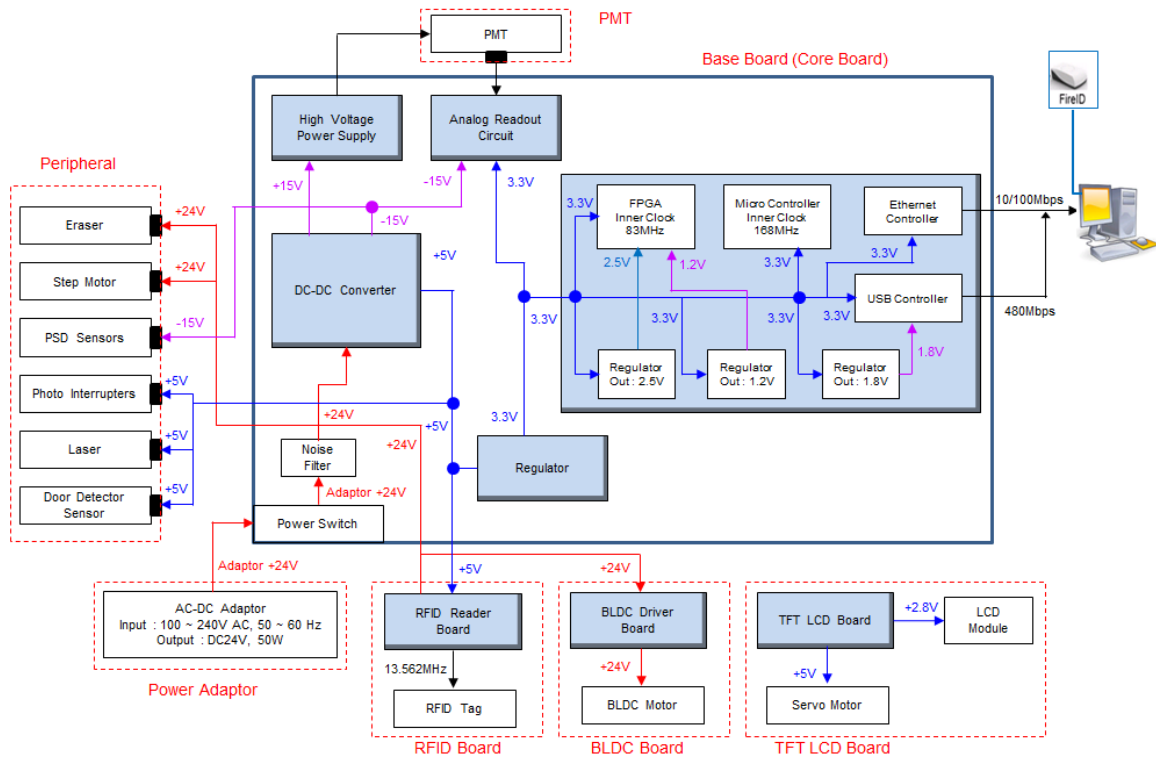 PMT
PMT
Base Board (Core Board)
FireID
High Voltage
Power Supply
Analog Readout
Circuit
Peripheral
+15V
-15V
3.3V
-15V
Eraser
+24V
Step Motor
+24V
PSD Sensors
-15V
Photo Interrupters
+5V
Laser
+5V
Door Detector
Sensor
+5V
DC-DC Converter
+5V
FPGA
Inner Clock
83MHz
3.3V
Micro Controller
Inner Clock
168MHz
Ethernet
Controller
10/100Mbps
2.5V
1.2V
3.3V
3.3V
USB Controller
480Mbps
3.3V
3.3V
3.3V
3.3V
3.3V
1.8V
Regulator
Out : 2.5V
Regulator
Out : 1.2V
Regulator
Out : 1.8V
+24V
3.3V
+5V
+24V
Noise
Filter
Regulator
Adaptor +24V
Power Switch
Adaptor +24V
+5V
+24V
AC-DC Adaptor
Input : 100 ~ 240V AC, 50 ~ 60 Hz
Output : DC24V, 50W
Power Adaptor
RFID Reader
Board
13.562MHz
RFID Tag
RFID Board
BLDC Driver
Board
+24V
BLDC Motor
BLDC Board
TFT LCD Board
+2.8V
LCD
Module
+5V
Servo Motor
TFT LCD Board